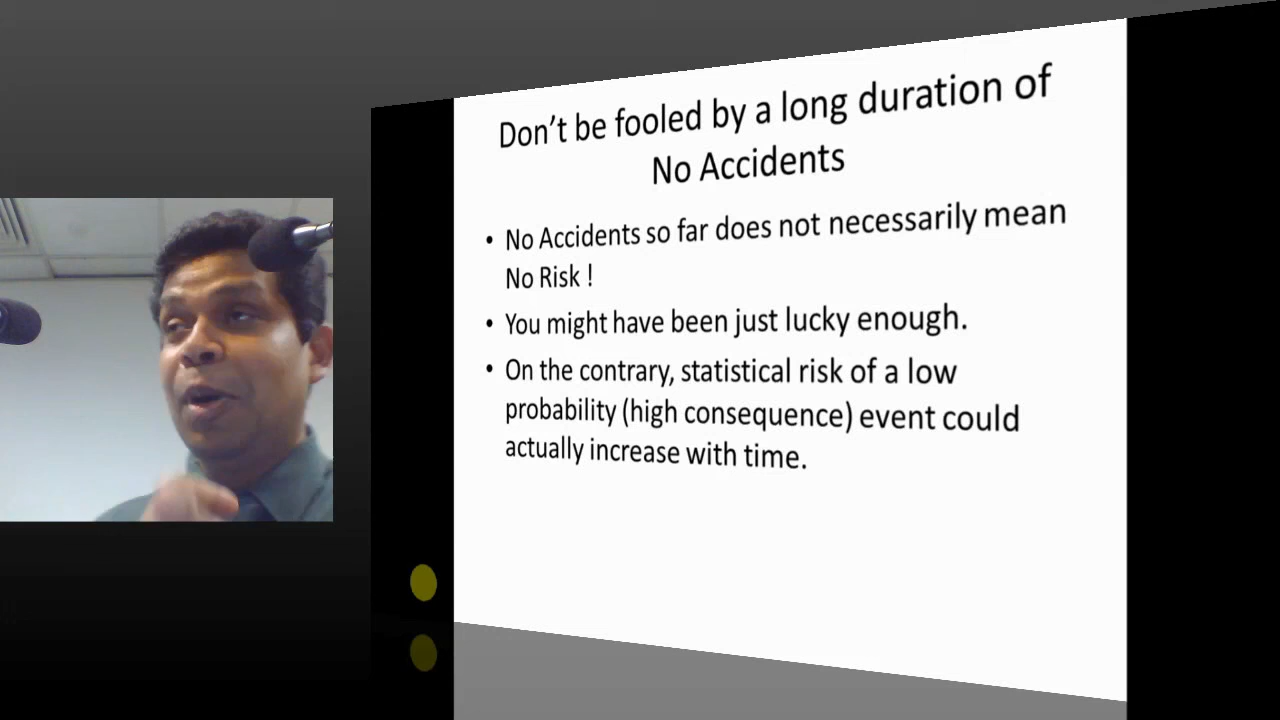 Don't be fooled by a long duration of
No Accidents
• No Accidents so far does not necessarily mean
No Risk !
• You might have been just lucky enough.
• On the contrary, statistical risk of a low
probability (high consequence) event could
actually increase with time.